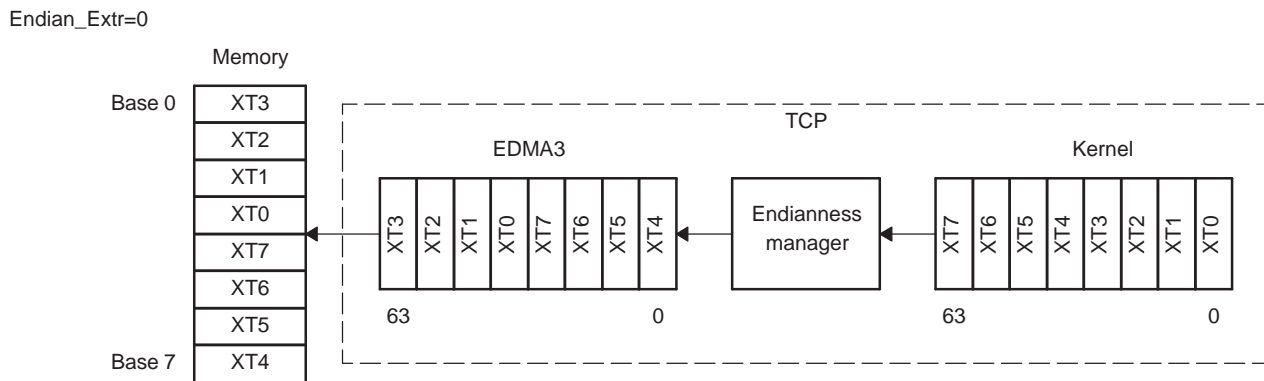 Endian_Extr=0
Memory
Base 0
XT3
XT2
XT1
XT0
XT7
XT6
XT5
Base 7
XT4
TCP
EDMA3
XT3 XT2 XT1 XT0 XT7 XT6 XT5 XT4
63 0
Endianness
manager
Kernel
XT7 XT6 XT5 XT4 XT3 XT2 XT1 XT0
63 0